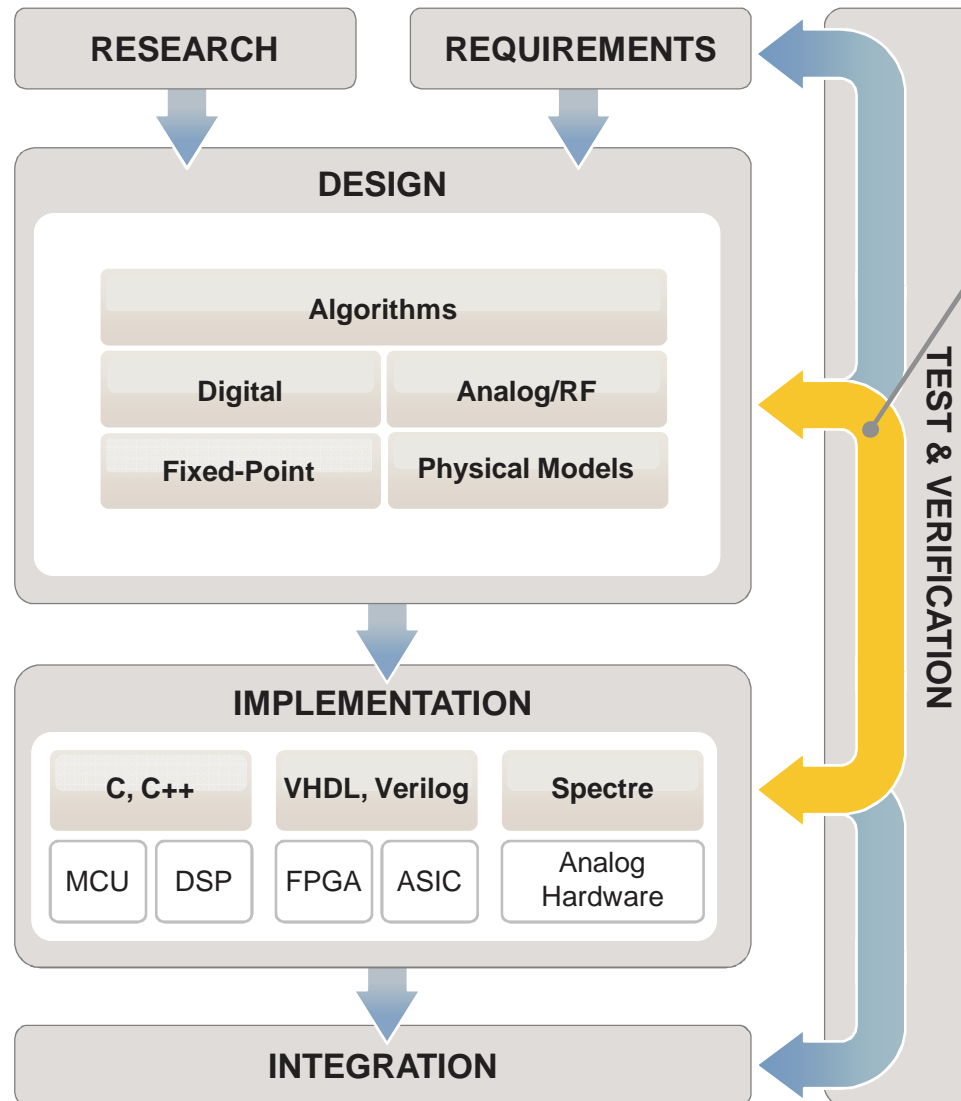 RESEARCH
REQUIREMENTS
DESIGN
Algorithms
Digital
Analog/RF
Fixed-Point
Physical Models
TEST & VERIFICATION
IMPLEMENTATION
C, C++
VHDL, Verilog
Spectre
MCU
DSP
FPGA
ASIC
Analog
Hardware
INTEGRATION